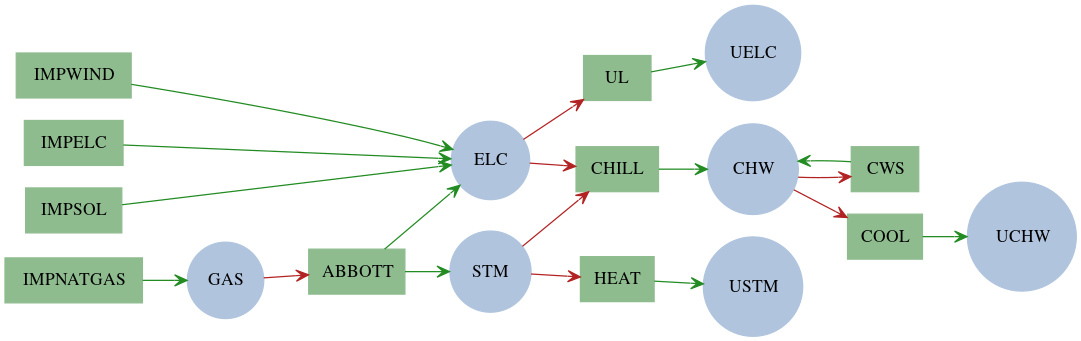 IMPWIND
IMPELC
IMPSOL
IMPNATGAS
GAS
ABBOTT
ELC
STM
UL
CHILL
HEAT
UELC
CHW
USTM
CWS
COOL
UCHW